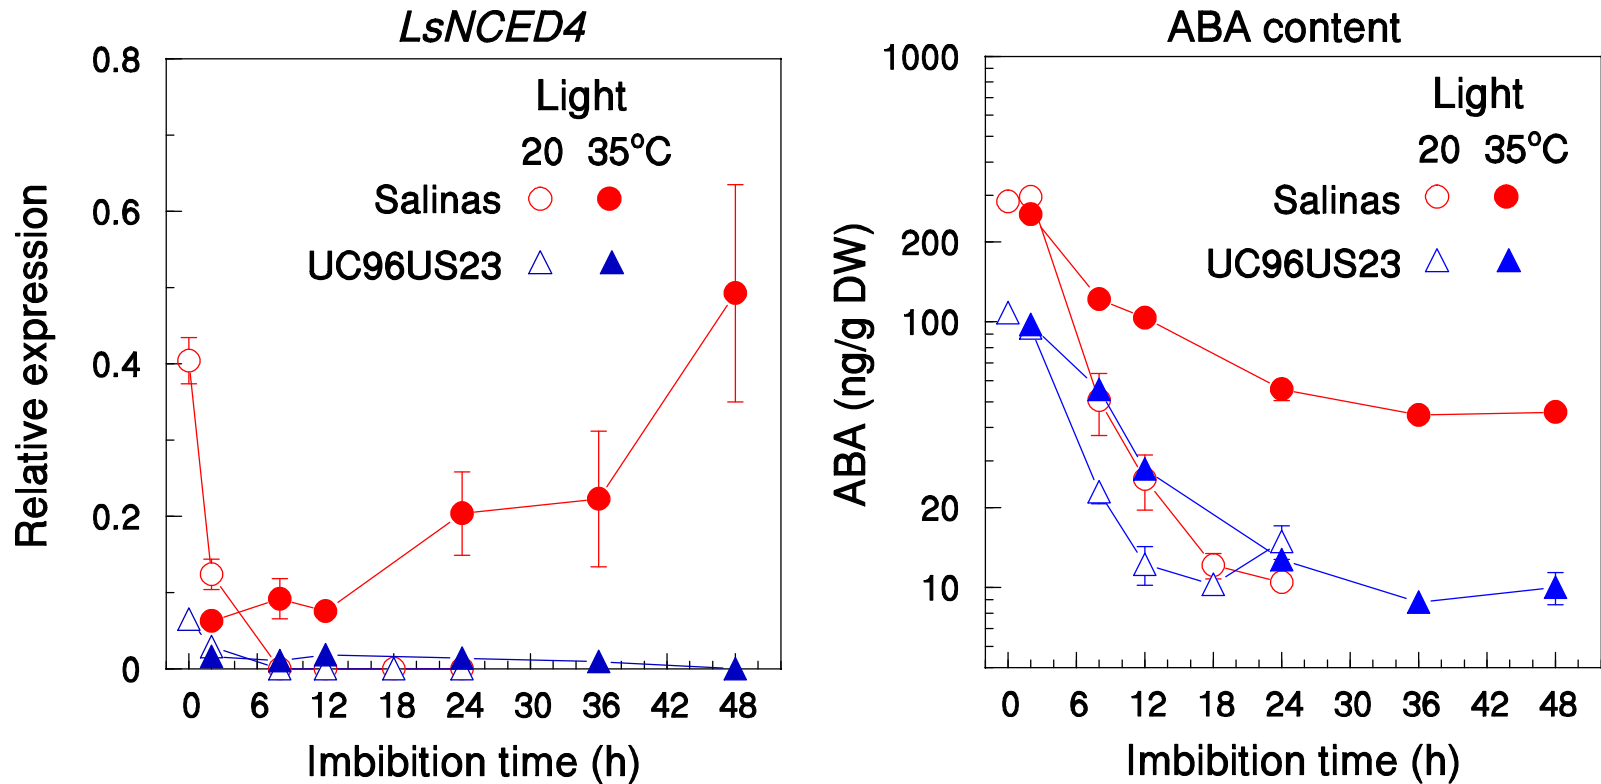 LsNCED4
0.8
0.6
0.4
0.2
0
Relative expression
Light
20 35°C
Salinas
UC96US23
0 6 12 18 24 30 36 42 48
Imbibition time (h)
ABA content
1000
300
200
100
20
10
ABA (ng/g DW)
Light
20 35°C
Salinas
UC96US23
0 6 12 18 24 30 36 42 48
Imbibition time (h)